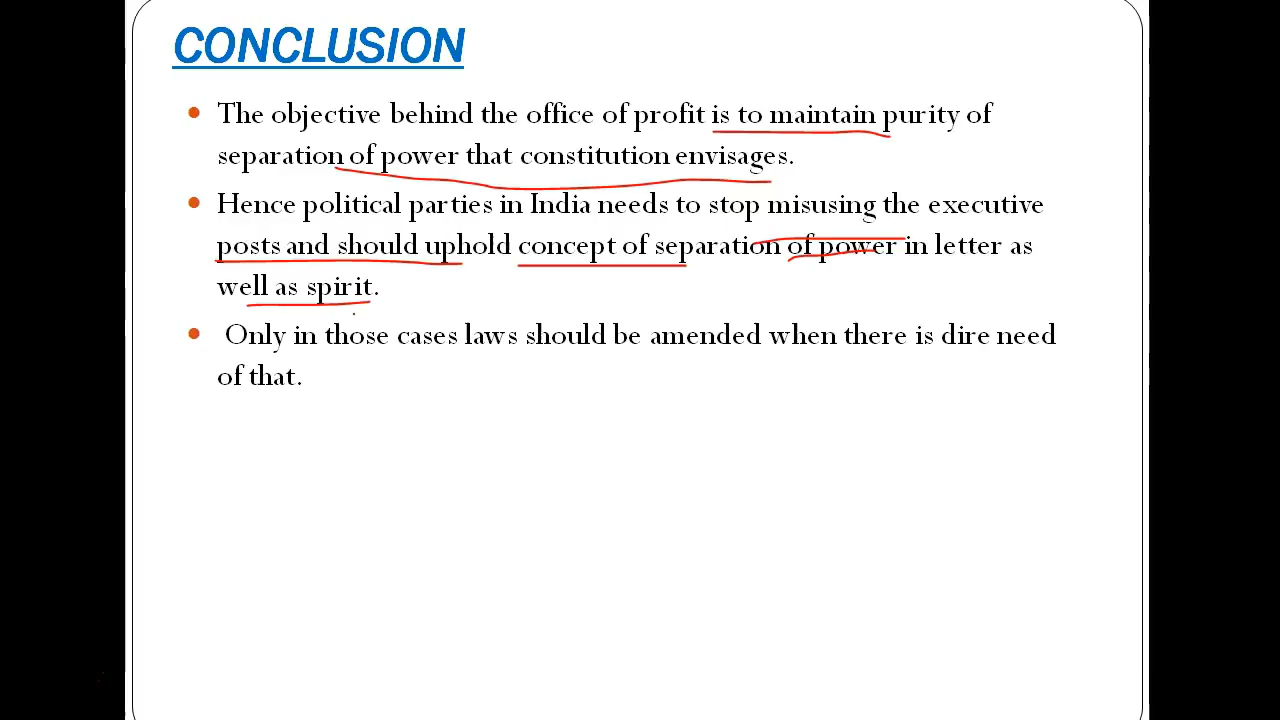 CONCLUSION
• The objective behind the office of profit is to maintain purity of
separation of power that constitution envisages.
• Hence political parties in India needs to stop misusing the executive
posts and should uphold concept of separation of power in letter as
well as spirit.
• Only in those cases laws should be amended when there is dire need
of that.